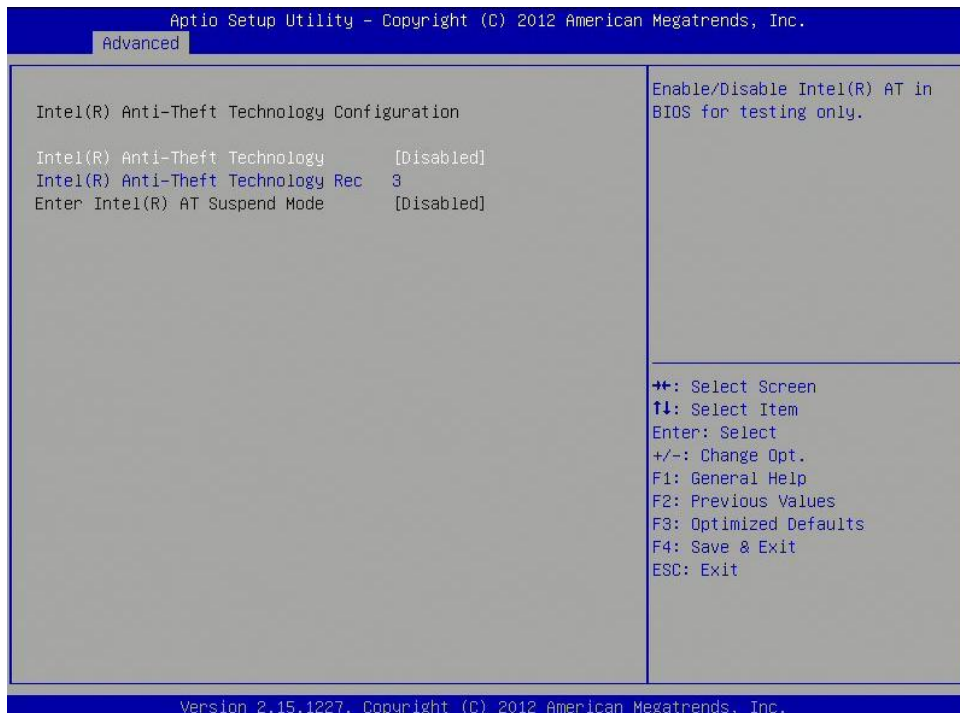 Aptio Setup Utility – Copyright (C) 2012 American Megatrends, Inc.
Advanced
Intel(R) Anti-Theft Technology Configuration
Intel(R) Anti-Theft Technology [Disabled]
Intel(R) Anti-Theft Technology Rec 3
Enter Intel(R) AT Suspend Mode [Disabled]
Enable/Disable Intel(R) AT in
BIOS for testing only.
→←: Select Screen
↑↓: Select Item
Enter: Select
+/-: Change Opt.
F1: General Help
F2: Previous Values
F3: Optimized Defaults
F4: Save & Exit
ESC: Exit
Version 2.15.1227. Copyright (C) 2012 American Megatrends, Inc.